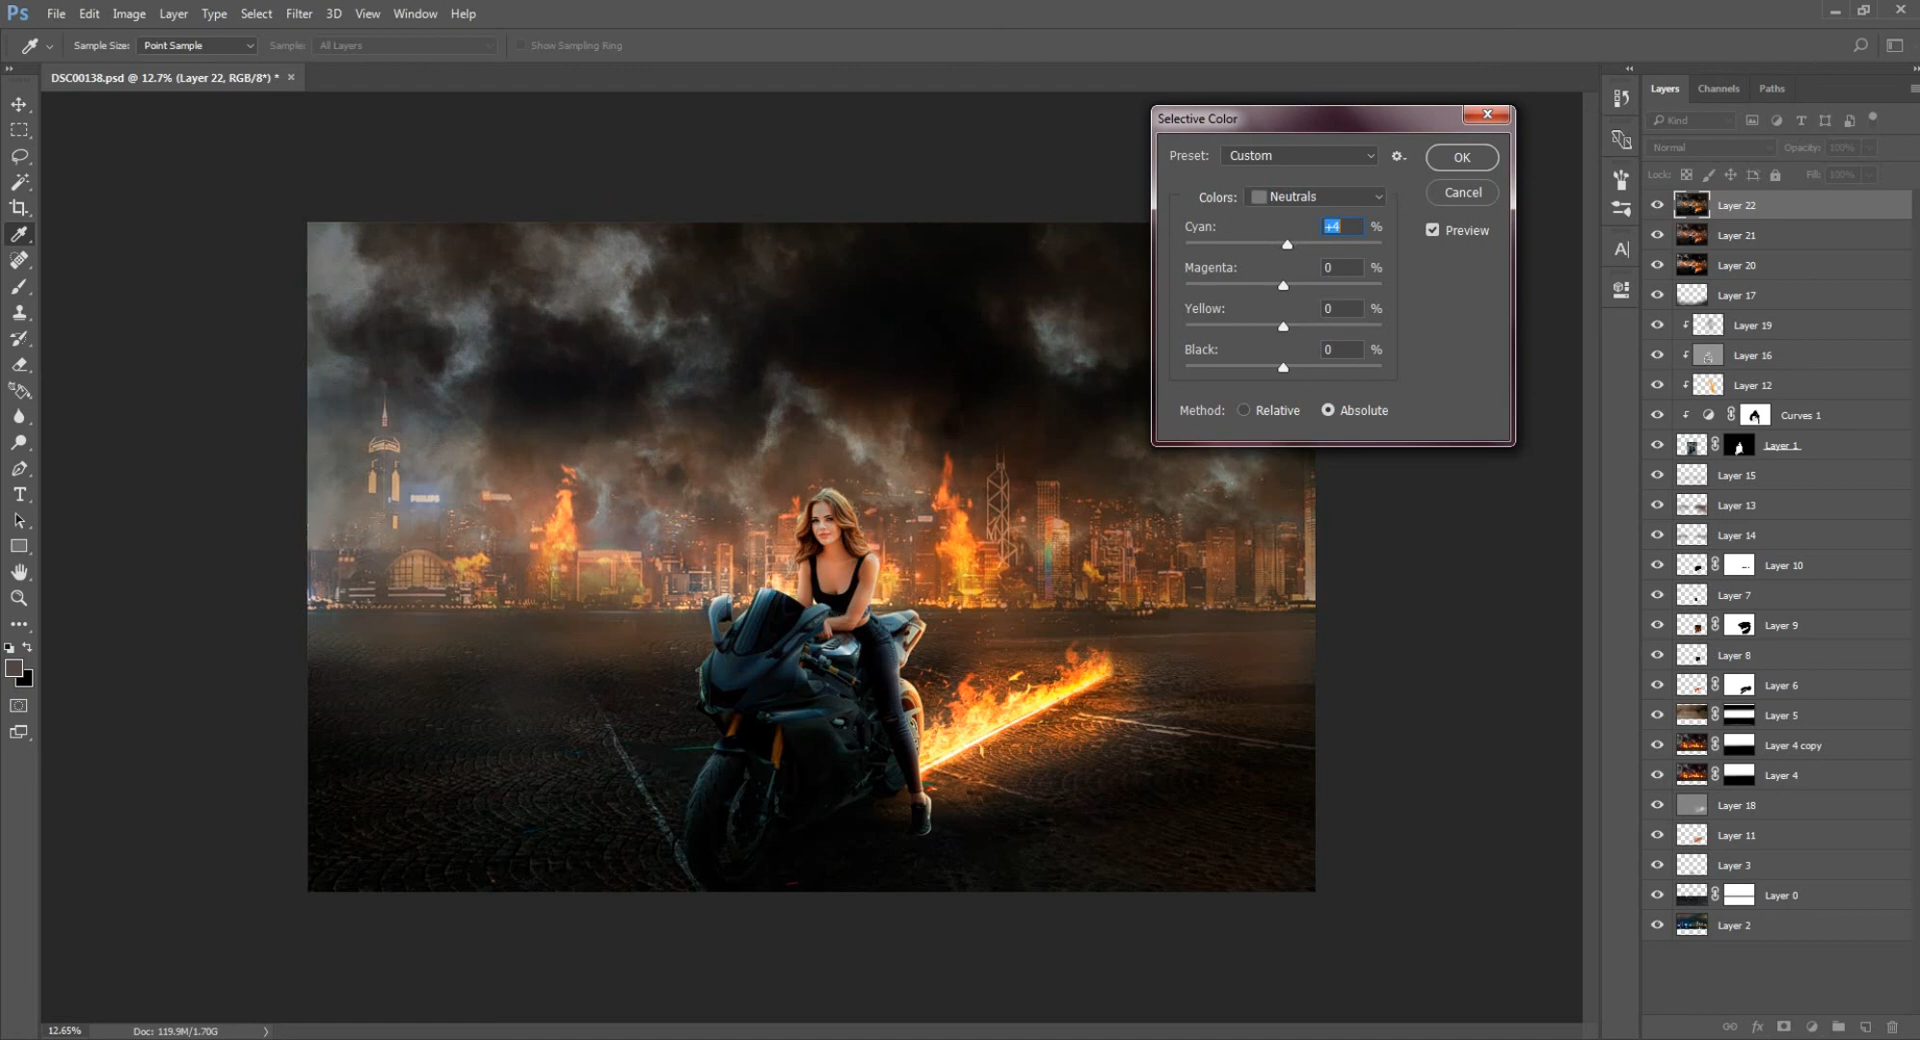 Ps File Edit Image Layer Type Select Filter 3D View Window Help
Sample Size: Point Sample Sample: All Layers Show Sampling Ring
DSC00138.psd @ 12.7% (Layer 22, RGB/8*) * ×
Selective Color
Preset: Custom
OK
Cancel
Preview
Colors: Neutrals
Cyan: +4 %
Magenta: 0 %
Yellow: 0 %
Black: 0 %
Method: Relative Absolute
PHILIPS
Layers Channels Paths
Kind
Normal Opacity: 100%
Lock: Fill: 100%
Layer 22
Layer 21
Layer 20
Layer 17
Layer 19
Layer 16
Layer 12
Curves 1
Layer 1
Layer 15
Layer 13
Layer 14
Layer 10
Layer 7
Layer 9
Layer 8
Layer 6
Layer 5
Layer 4 copy
Layer 4
Layer 18
Layer 11
Layer 3
Layer 0
Layer 2
12.65% Doc: 119.9M/1.70G